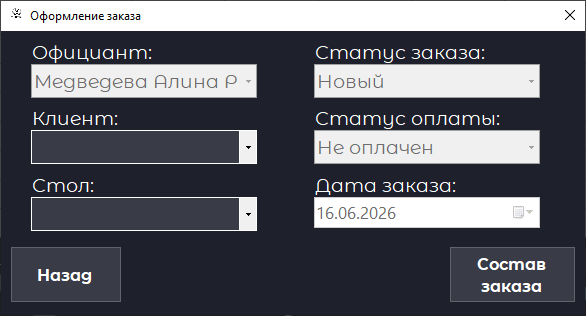 Оформление заказа
Официант:
Статус заказа:
Медведева Алина Р
Новый
Клиент:
Статус оплаты:
Не оплачен
Стол:
Дата заказа:
16.06.2026
Назад
Состав
заказа